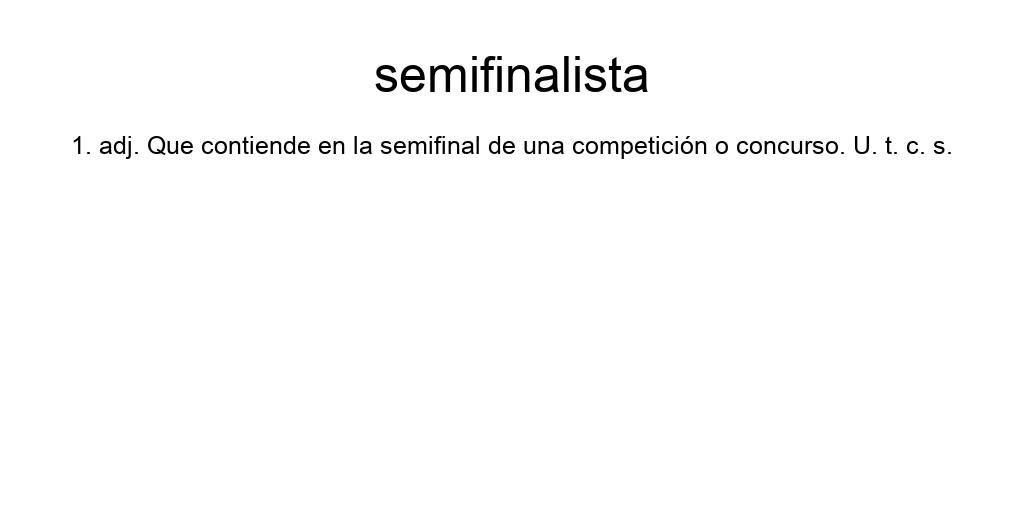 semifinalista
1. adj. Que contiende en la semifinal de una competición o concurso. U. t. c. s.